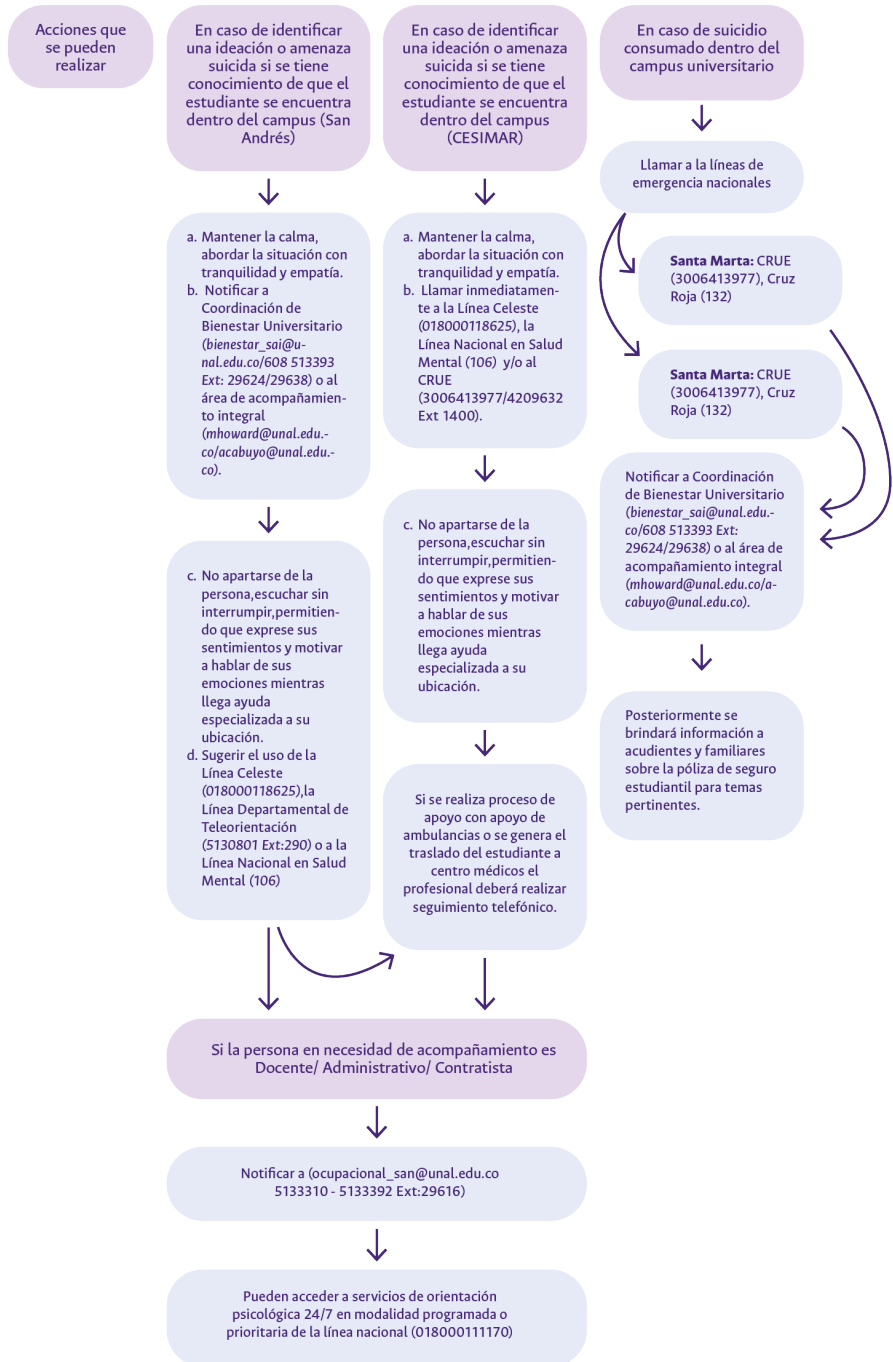 Acciones que
se pueden
realizar
En caso de identificar
una ideación o amenaza
suicida si se tiene
conocimiento de que el
estudiante se encuentra
dentro del campus (San
Andrés)
a. Mantener la calma,
abordar la situación con
tranquilidad y empatía.
b. Notificar a
Coordinación de
Bienestar Universitario
(bienestar_sai@u-
nal.edu.co/608 513393
Ext: 29624/29638) o al
área de acompañamien-
to integral
(mhoward@unal.edu.-
co/acabuyo@unal.edu.-
co).
c. No apartarse de la
persona,escuchar sin
interrumpir,permitien-
do que exprese sus
sentimientos y motivar
a hablar de sus
emociones mientras
llega ayuda
especializada a su
ubicación.
d. Sugerir el uso de la
Línea Celeste
(018000118625),la
Línea Departamental de
Teleorientación
(5130801 Ext:290) o a la
Línea Nacional en Salud
Mental (106)
En caso de identificar
una ideación o amenaza
suicida si se tiene
conocimiento de que el
estudiante se encuentra
dentro del campus
(CESIMAR)
a. Mantener la calma,
abordar la situación con
tranquilidad y empatía.
b. Llamar inmediatamen-
te a la Línea Celeste
(018000118625), la
Línea Nacional en Salud
Mental (106) y/o al
CRUE
(3006413977/4209632
Ext 1400).
c. No apartarse de la
persona,escuchar sin
interrumpir,permitien-
do que exprese sus
sentimientos y motivar
a hablar de sus
emociones mientras
llega ayuda
especializada a su
ubicación.
Si se realiza proceso de
apoyo con apoyo de
ambulancias o se genera el
traslado del estudiante a
centro médicos el
profesional deberá realizar
seguimiento telefónico.
En caso de suicidio
consumado dentro del
campus universitario
Llamar a la líneas de
emergencia nacionales
Santa Marta: CRUE
(3006413977), Cruz
Roja (132)
Santa Marta: CRUE
(3006413977), Cruz
Roja (132)
Notificar a Coordinación
de Bienestar Universitario
(bienestar_sai@unal.edu.-
co/608 513393 Ext:
29624/29638) o al área de
acompañamiento integral
(mhoward@unal.edu.co/a-
cabuyo@unal.edu.co).
Posteriormente se
brindará información a
acudientes y familiares
sobre la póliza de seguro
estudiantil para temas
pertinentes.
Si la persona en necesidad de acompañamiento es
Docente/ Administrativo/ Contratista
Notificar a (ocupacional_san@unal.edu.co
5133310 - 5133392 Ext:29616)
Pueden acceder a servicios de orientación
psicológica 24/7 en modalidad programada o
prioritaria de la línea nacional (018000111170)